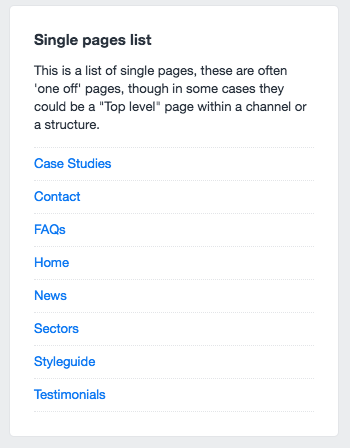 Single pages list
This is a list of single pages, these are often
'one off' pages, though in some cases they
could be a "Top level" page within a channel or
a structure.
Case Studies
Contact
FAQs
Home
News
Sectors
Styleguide
Testimonials